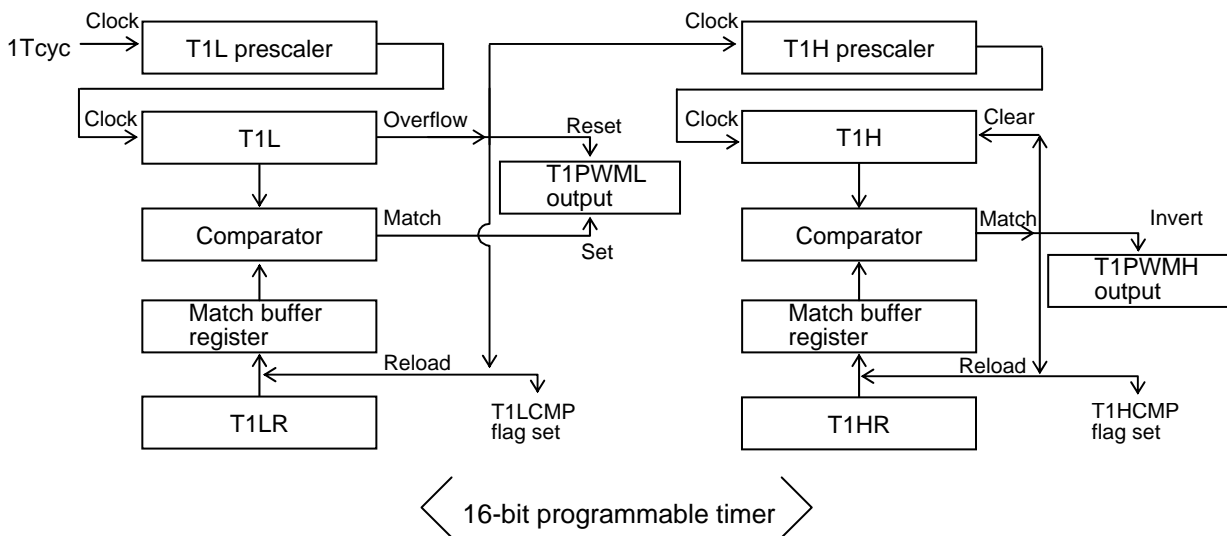 Clock
1Tcyc
T1L prescaler
Clock
T1L
Overflow
Reset
T1PWML
output
Comparator
Match
Set
Match buffer
register
Reload
T1LR
T1LCMP
flag set
Clock
T1H prescaler
Clock
T1H
Clear
Comparator
Match
Invert
T1PWMH
output
Match buffer
register
Reload
T1HR
T1HCMP
flag set
16-bit programmable timer